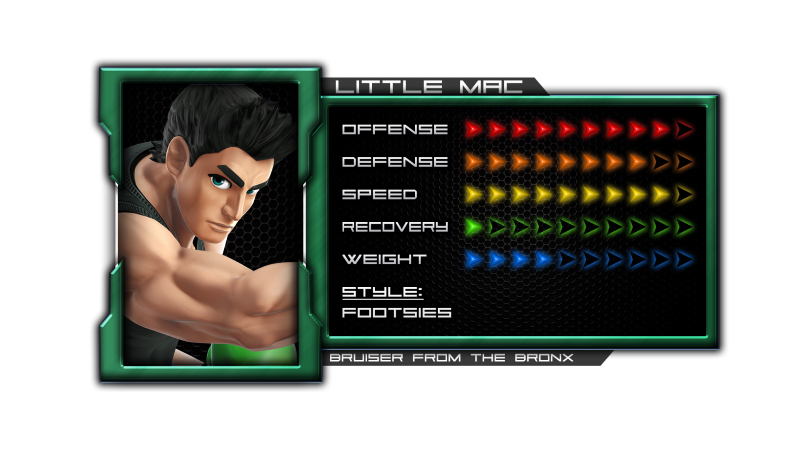 LITTLE MAC
OFFENSE
DEFENSE
SPEED
RECOVERY
WEIGHT
STYLE:
FOOTSIES
BRUISER FROM THE BRONX